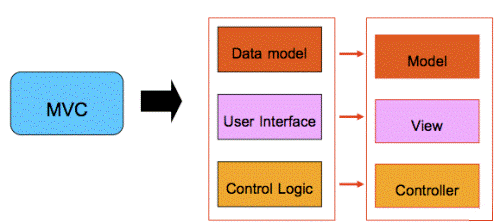 MVC
Data model
Model
User Interface
View
Control Logic
Controller